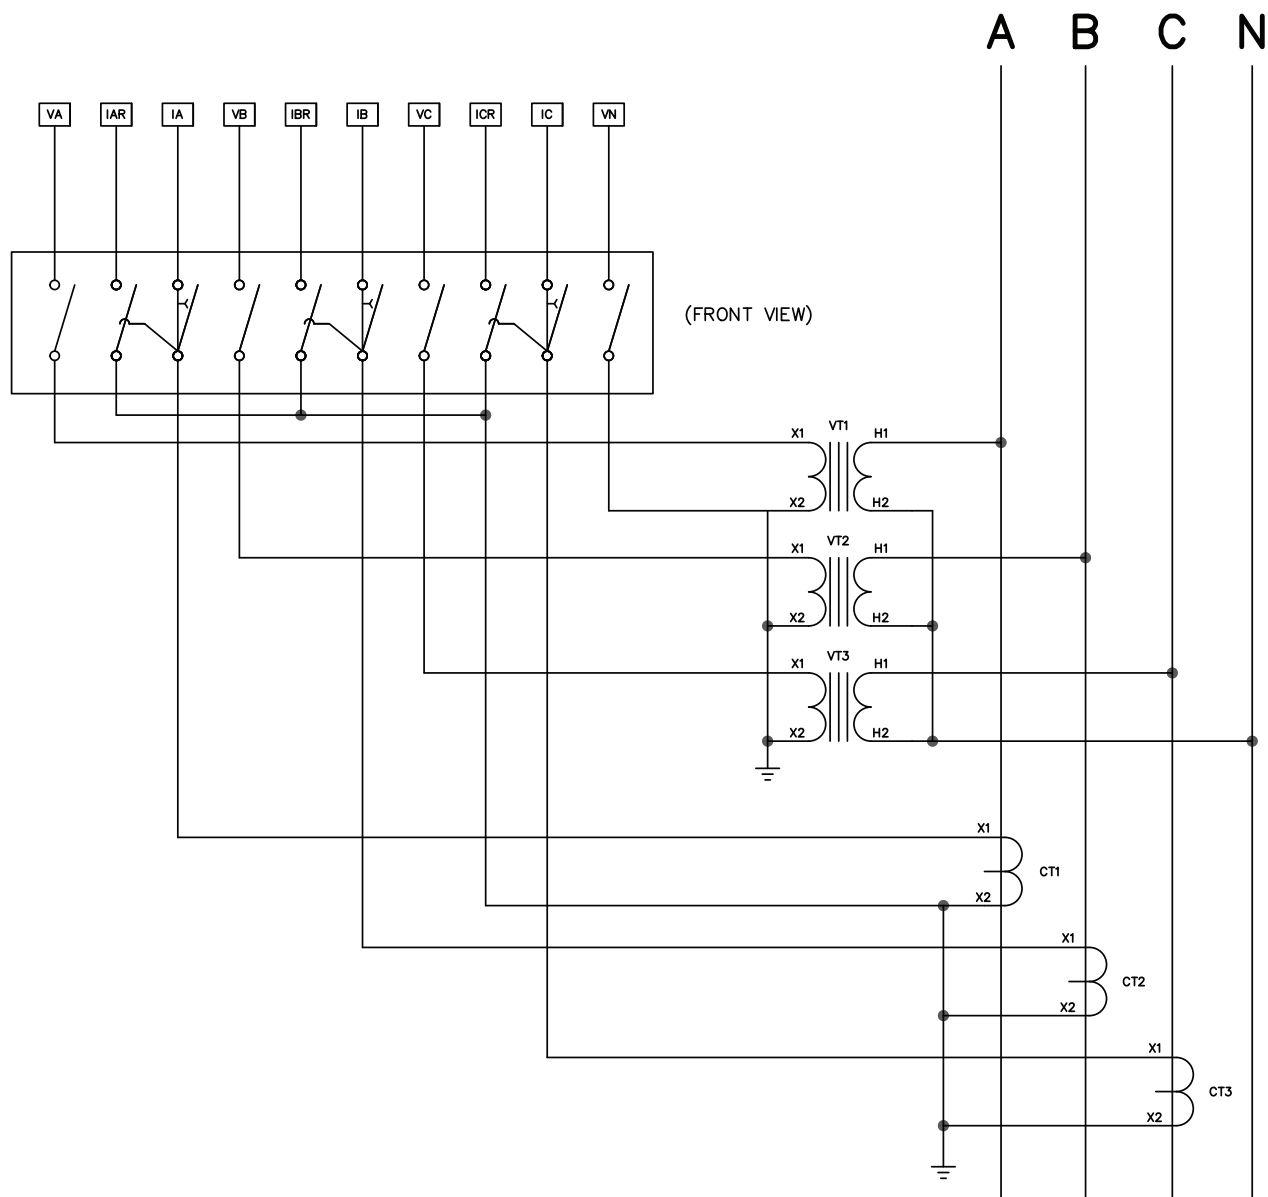 A B C N
VA IAR IA VB IBR IB VC ICR IC VN
(FRONT VIEW)
VT1
X1 H1
X2 H2
VT2
X1 H1
X2 H2
VT3
X1 H1
X2 H2
X1
CT1
X2
X1
CT2
X2
X1
CT3
X2